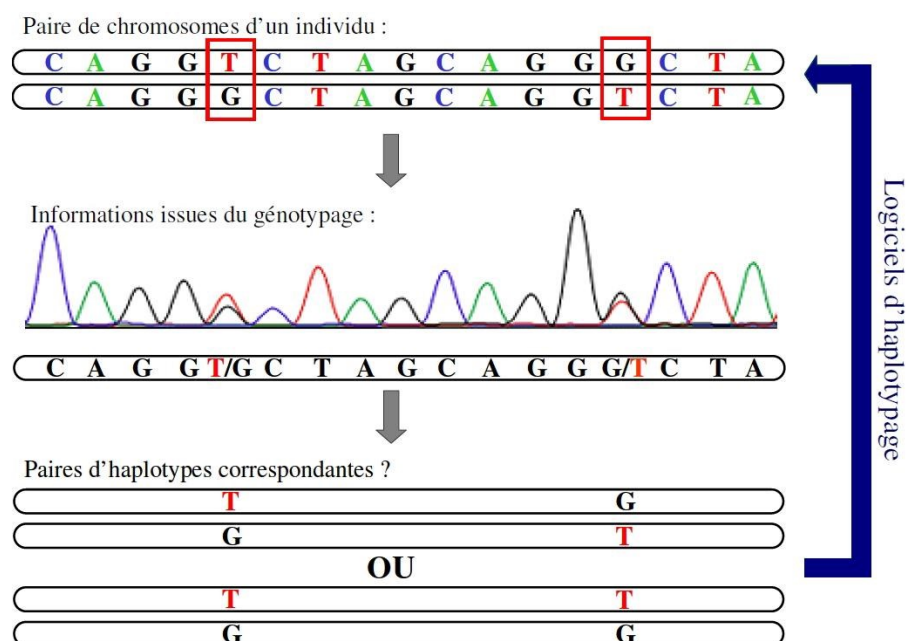 Paire de chromosomes d'un individu :
C A G G T C T A G C A G G G C T A
C A G G G C T A G C A G G T C T A
Informations issues du génotypage :
C A G G T/G C T A G C A G G G/T C T A
Paires d'haplotypes correspondantes ?
T G
G T
OU
T T
G G
Logiciels d'haplotypage